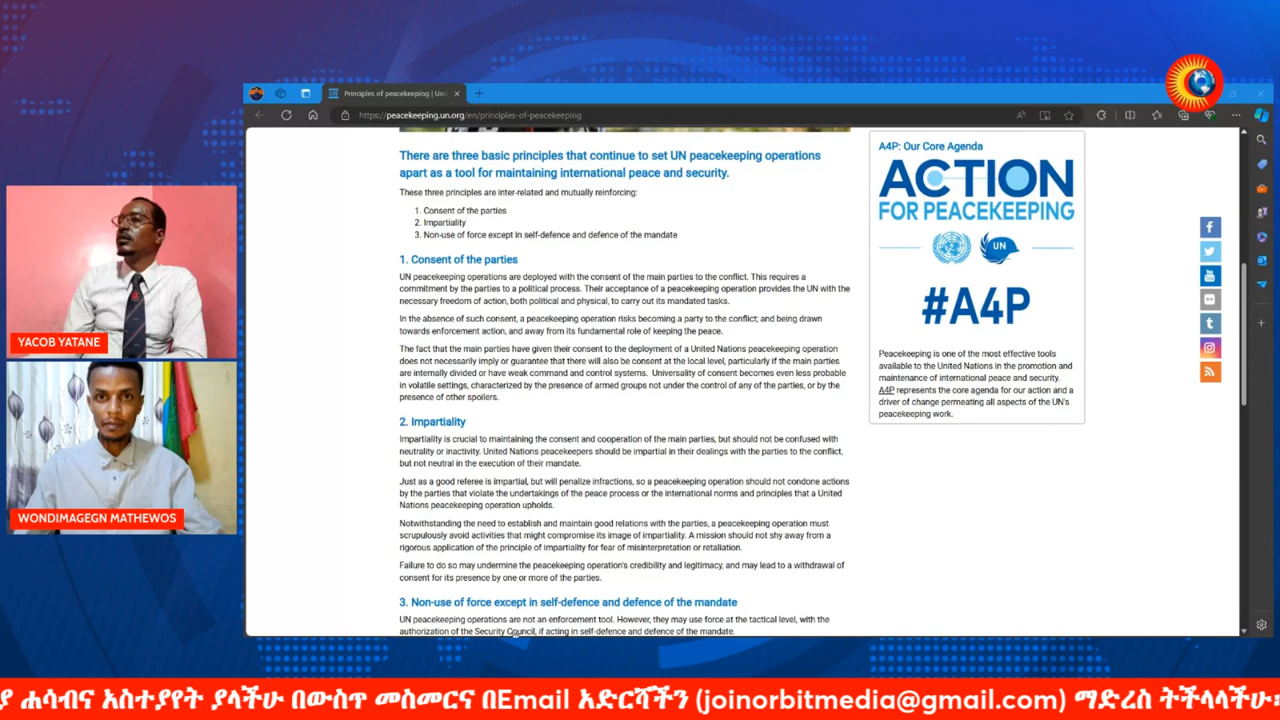 Principles of peacekeeping | Uni
https://peacekeeping.un.org/en/principles-of-peacekeeping
There are three basic principles that continue to set UN peacekeeping operations
apart as a tool for maintaining international peace and security.
These three principles are inter-related and mutually reinforcing:
1. Consent of the parties
2. Impartiality
3. Non-use of force except in self-defence and defence of the mandate
1. Consent of the parties
UN peacekeeping operations are deployed with the consent of the main parties to the conflict. This requires a
commitment by the parties to a political process. Their acceptance of a peacekeeping operation provides the UN with the
necessary freedom of action, both political and physical, to carry out its mandated tasks.
In the absence of such consent, a peacekeeping operation risks becoming a party to the conflict; and being drawn
towards enforcement action, and away from its fundamental role of keeping the peace.
The fact that the main parties have given their consent to the deployment of a United Nations peacekeeping operation
does not necessarily imply or guarantee that there will also be consent at the local level, particularly if the main parties
are internally divided or have weak command and control systems. Universality of consent becomes even less probable
in volatile settings, characterized by the presence of armed groups not under the control of any of the parties, or by the
presence of other spoilers.
2. Impartiality
Impartiality is crucial to maintaining the consent and cooperation of the main parties, but should not be confused with
neutrality or inactivity. United Nations peacekeepers should be impartial in their dealings with the parties to the conflict,
but not neutral in the execution of their mandate.
Just as a good referee is impartial, but will penalize infractions, so a peacekeeping operation should not condone actions
by the parties that violate the undertakings of the peace process or the international norms and principles that a United
Nations peacekeeping operation upholds.
Notwithstanding the need to establish and maintain good relations with the parties, a peacekeeping operation must
scrupulously avoid activities that might compromise its image of impartiality. A mission should not shy away from a
rigorous application of the principle of impartiality for fear of misinterpretation or retaliation.
Failure to do so may undermine the peacekeeping operation's credibility and legitimacy, and may lead to a withdrawal of
consent for its presence by one or more of the parties.
3. Non-use of force except in self-defence and defence of the mandate
UN peacekeeping operations are not an enforcement tool. However, they may use force at the tactical level, with the
authorization of the Security Council, if acting in self-defence and defence of the mandate.
A4P: Our Core Agenda
ACTION
FOR PEACEKEEPING
UN
#A4P
Peacekeeping is one of the most effective tools
available to the United Nations in the promotion and
maintenance of international peace and security.
A4P represents the core agenda for our action and a
driver of change permeating all aspects of the UN's
peacekeeping work.
YACOB YATANE
WONDIMAGEGN MATHEWOS
ያ ሐሳብና አስተያየት ያላችሁ በውስጥ መስመርና በEmail አድርሻችን (joinorbitmedia@gmail.com) ማድረስ ትችላላችሁ።